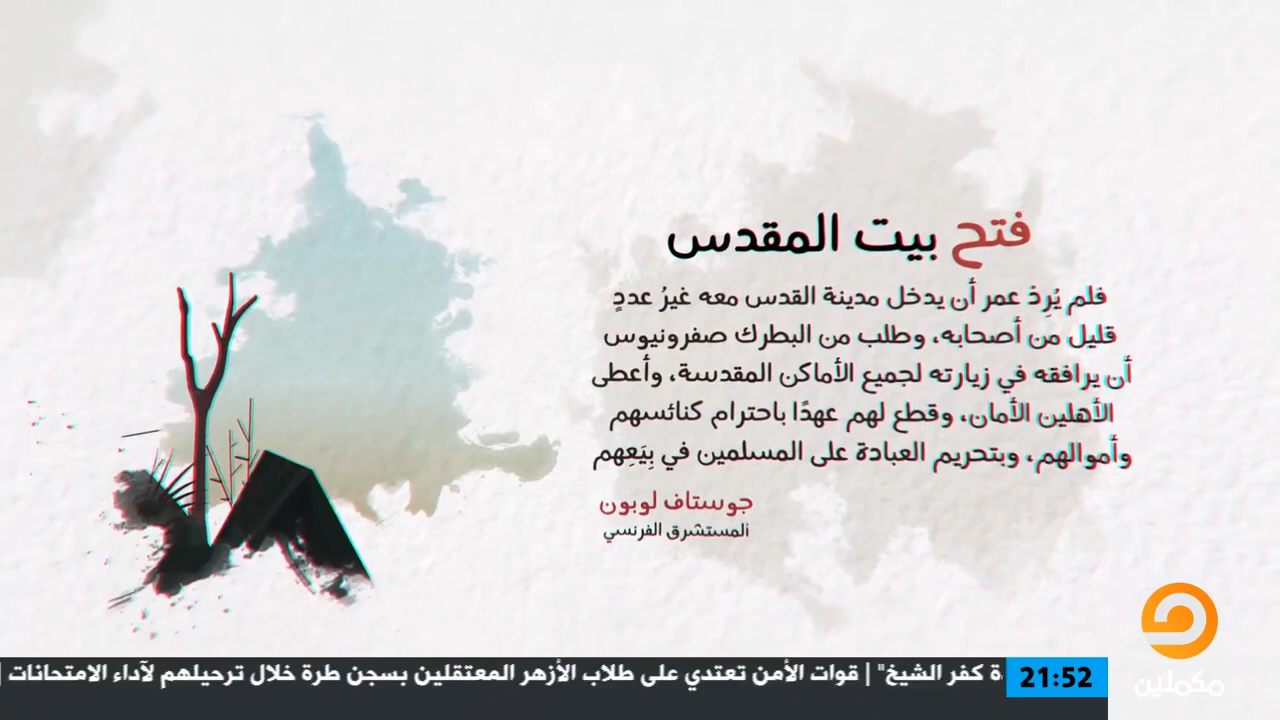 فتح بيت المقدس
فلم يُرِدْ عمر أن يدخل مدينة القدس معه غيرُ عددٍ
قليل من أصحابه، وطلب من البطرك صفرونيوس
أن يرافقه في زيارته لجميع الأماكن المقدسة، وأعطى
الأهلين الأمان، وقطع لهم عهدًا باحترام كنائسهم
وأموالهم، وبتحريم العبادة على المسلمين في بِيَعِهم
جوستاف لوبون
المستشرق الفرنسي
21:52
كفر الشيخ" | قوات الأمن تعتدي على طلاب الأزهر المعتقلين بسجن طرة خلال ترحيلهم لآداء الامتحانات |
مكملين